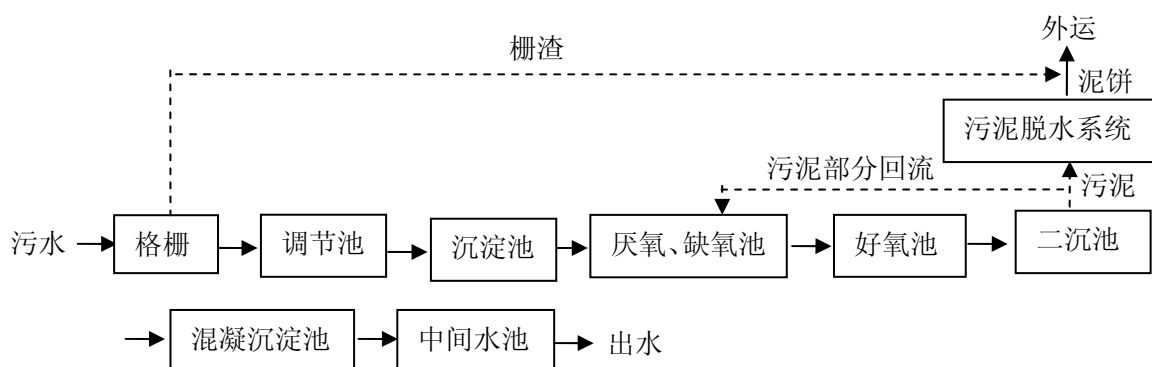 外运
栅渣
泥饼
污泥脱水系统
污泥部分回流
污泥
污水
格栅
调节池
沉淀池
厌氧、缺氧池
好氧池
二沉池
混凝沉淀池
中间水池
出水